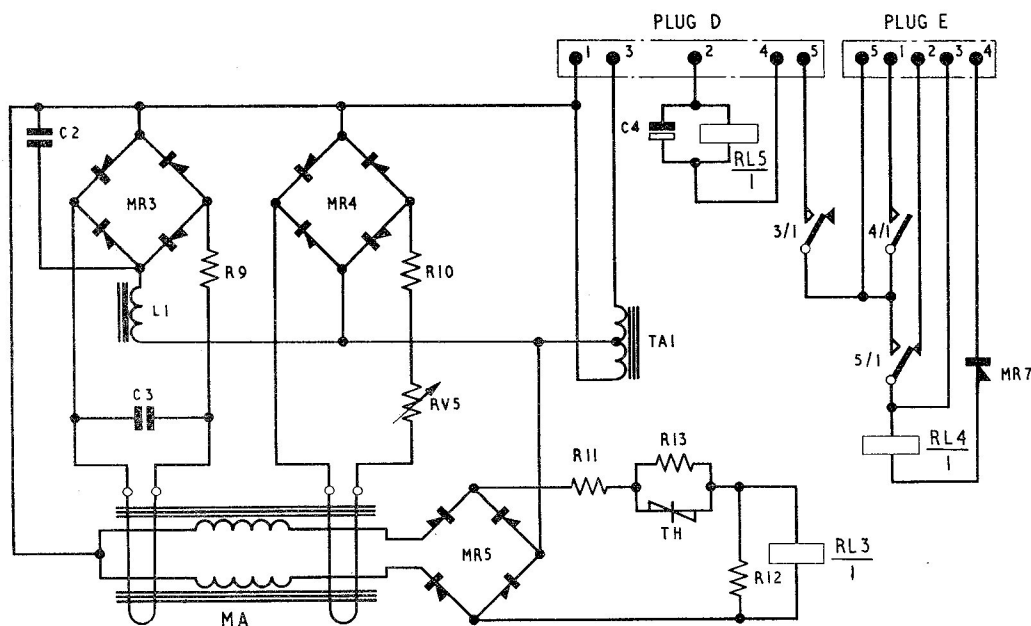 PLUG D
PLUG E
1 3 2 4 5
5 1 2 3 4
C2
C4
RL5
1
MR3
MR4
3/1
4/1
R9
R10
L1
TA1
5/1
MR7
C3
RV5
RL4
1
R13
R11
TH
MR5
RL3
1
R12
MA